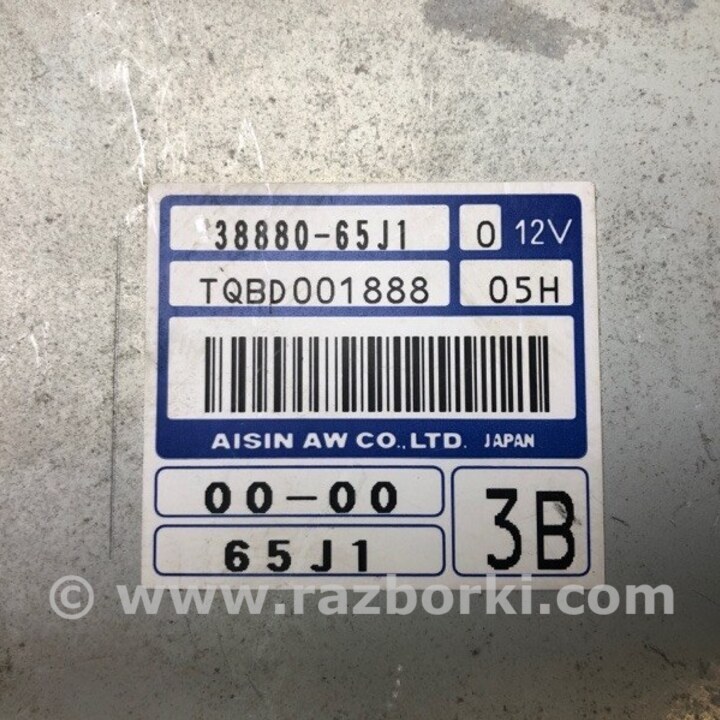 38880-65J1 0 12V
TQBD001888 05H
AISIN AW CO.,LTD. JAPAN
00-00
3B
65J1
© www.razborki.com